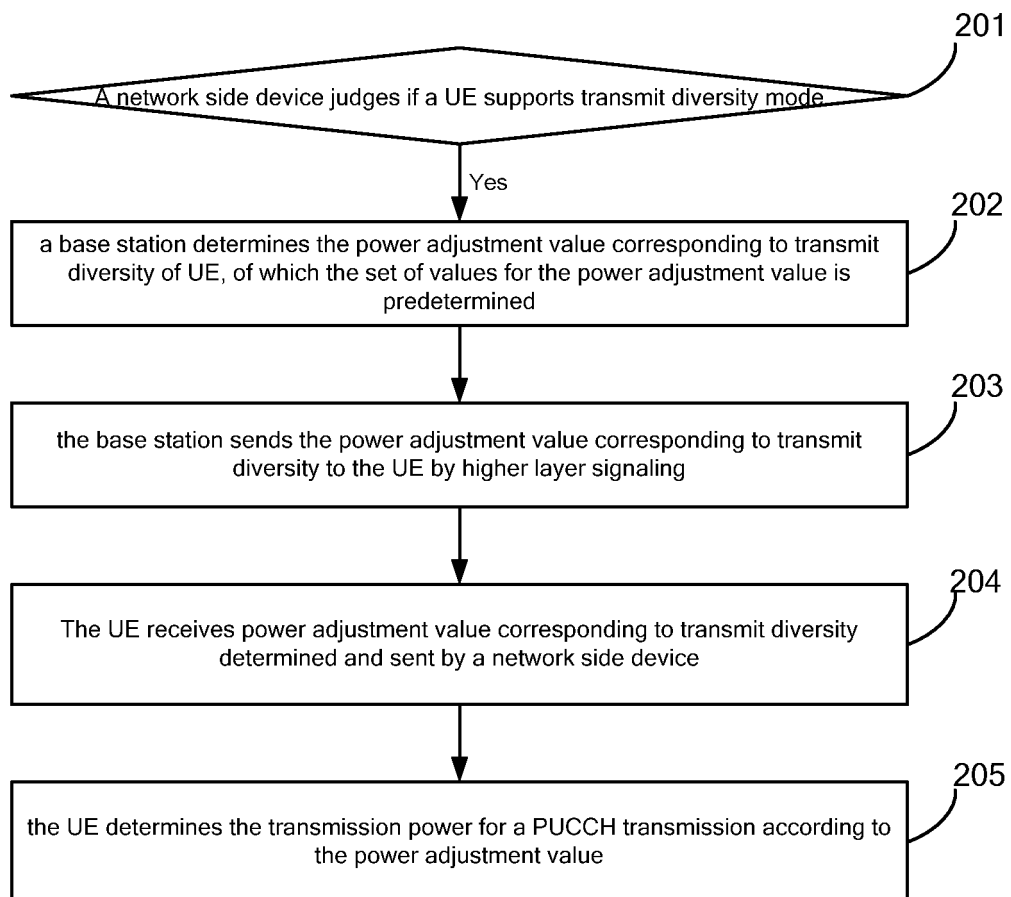 201
A network side device judges if a UE supports transmit diversity mode
Yes
202
a base station determines the power adjustment value corresponding to transmit
diversity of UE, of which the set of values for the power adjustment value is
predetermined
203
the base station sends the power adjustment value corresponding to transmit
diversity to the UE by higher layer signaling
204
The UE receives power adjustment value corresponding to transmit diversity
determined and sent by a network side device
205
the UE determines the transmission power for a PUCCH transmission according to
the power adjustment value